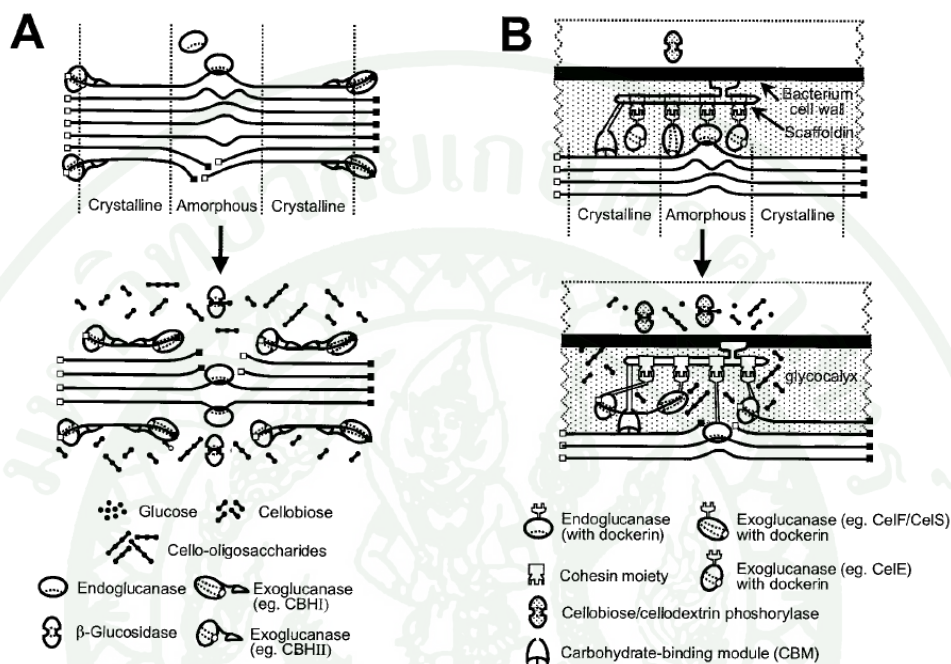 A
Crystalline
Amorphous
Crystalline
Glucose
Cellobiose
Cello-oligosaccharides
Endoglucanase
Exoglucanase
(eg. CBHI)
β-Glucosidase
Exoglucanase
(eg. CBHII)
B
Bacterium
cell wall
Scaffoldin
Crystalline
Amorphous
Crystalline
glycocalyx
Endoglucanase
(with dockerin)
Exoglucanase (eg. CelF/CelS)
with dockerin
Cohesin moiety
Exoglucanase (eg. CelE)
with dockerin
Cellobiose/cellodextrin phoshorylase
Carbohydrate-binding module (CBM)